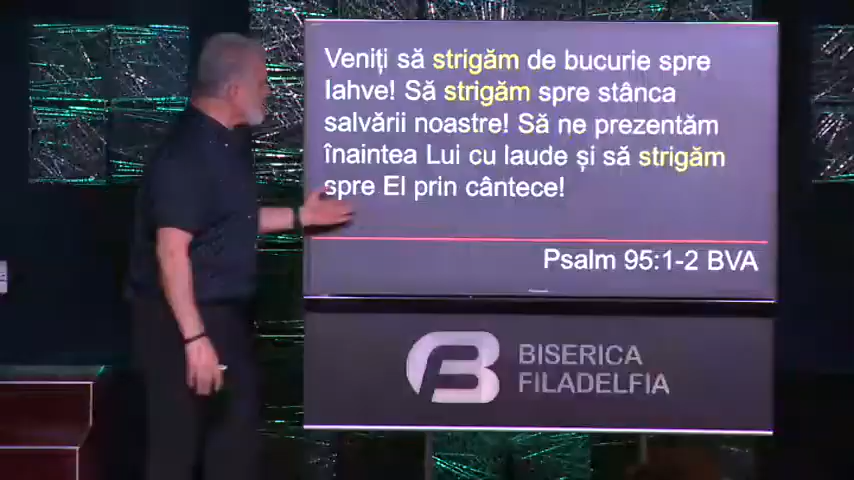 Veniți să strigăm de bucurie spre
Iahve! Să strigăm spre stânca
salvării noastre! Să ne prezentăm
înaintea Lui cu laude și să strigăm
spre El prin cântece!
Psalm 95:1-2 BVA
BISERICA
FILADELFIA